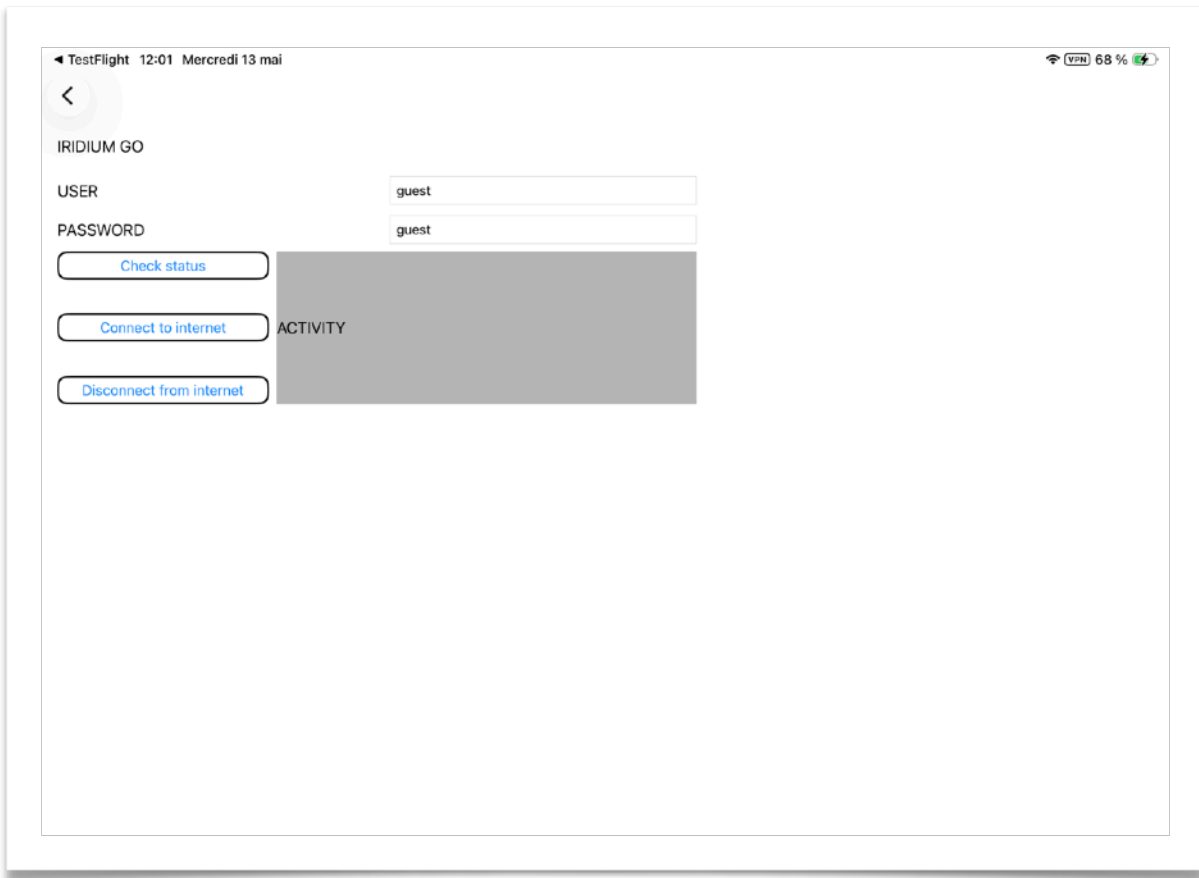 ◄ TestFlight 12:01 Mercredi 13 mai VPN 68 %
IRIDIUM GO
USER guest
PASSWORD guest
Check status
Connect to internet ACTIVITY
Disconnect from internet